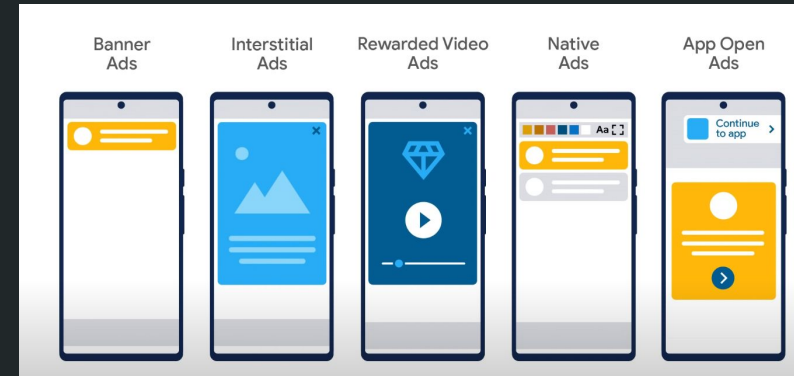 Banner
Ads
Interstitial
Ads
Rewarded Video
Ads
Native
Ads
App Open
Ads
Aa
Continue
to app